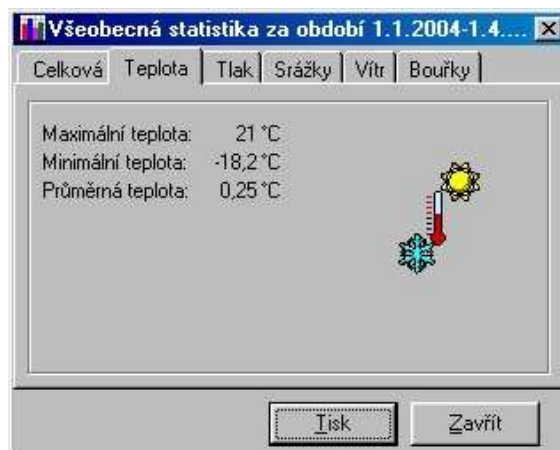 Všeobecná statistika za období 1.1.2004-1.4....
Celková Teplota Tlak Srážky Vítr Bouřky
Maximální teplota: 21 °C
Minimální teplota: -18,2 °C
Průměrná teplota: 0,25 °C
Tisk Zavřít